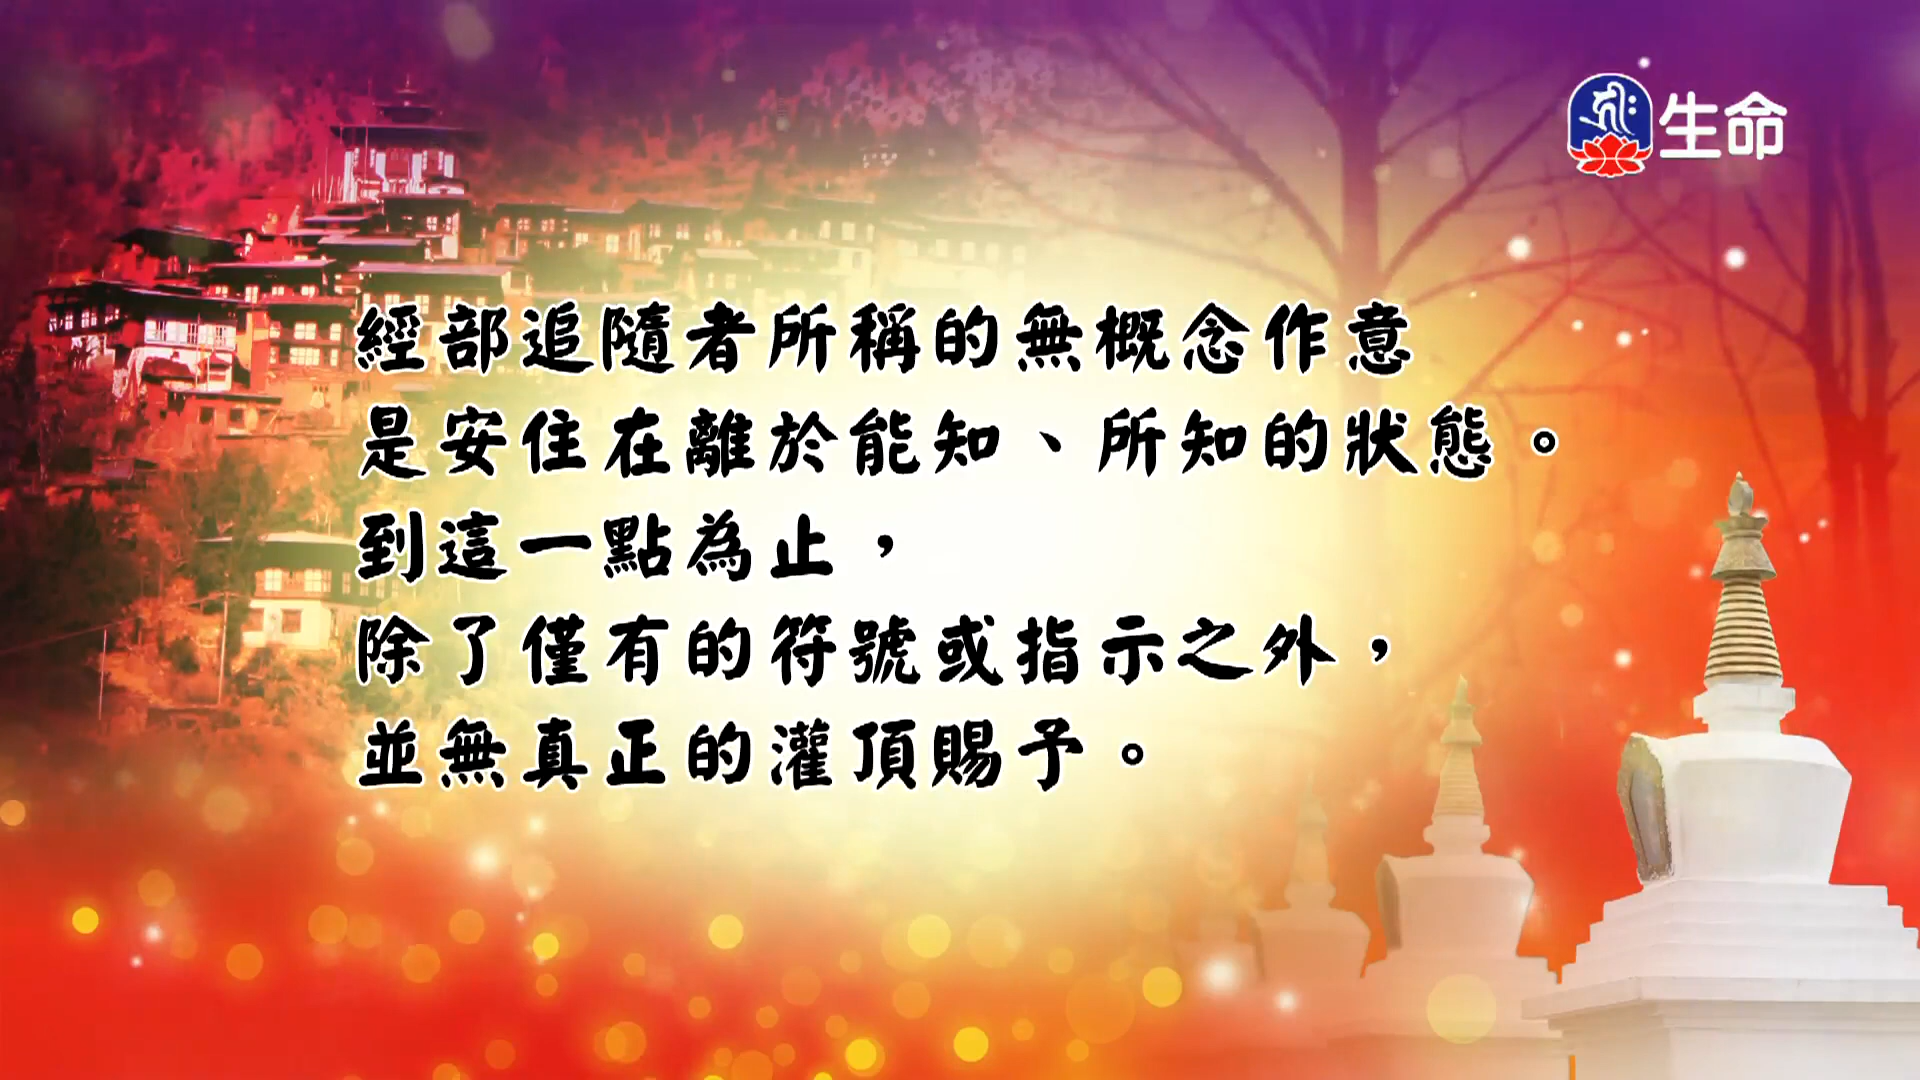 生命
經部追隨者所稱的無概念作意
是安住在離於能知、所知的狀態。
到這一點為止，
除了僅有的符號或指示之外，
並無真正的灌頂賜予。